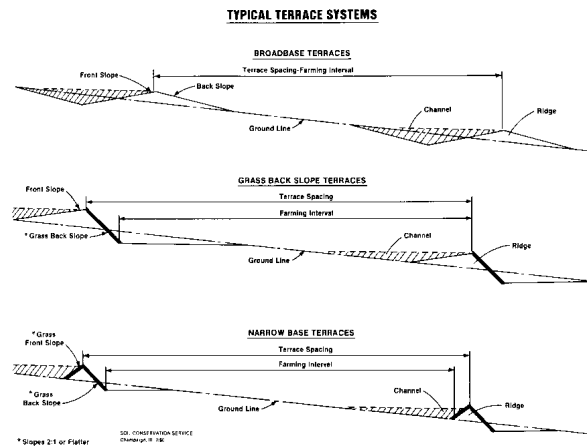 TYPICAL TERRACE SYSTEMS
BROADBASE TERRACES
Terrace Spacing-Farming Interval
Front Slope
Back Slope
Channel
Ridge
Ground Line
GRASS BACK SLOPE TERRACES
Terrace Spacing
Front Slope
Farming Interval
* Grass Back Slope
Channel
Ridge
Ground Line
NARROW BASE TERRACES
* Grass
Front Slope
Terrace Spacing
Farming Interval
* Grass
Back Slope
Channel
Ridge
Ground Line
* Slopes 2:1 or Flatter
SOIL CONSERVATION SERVICE
Champaign, Il.